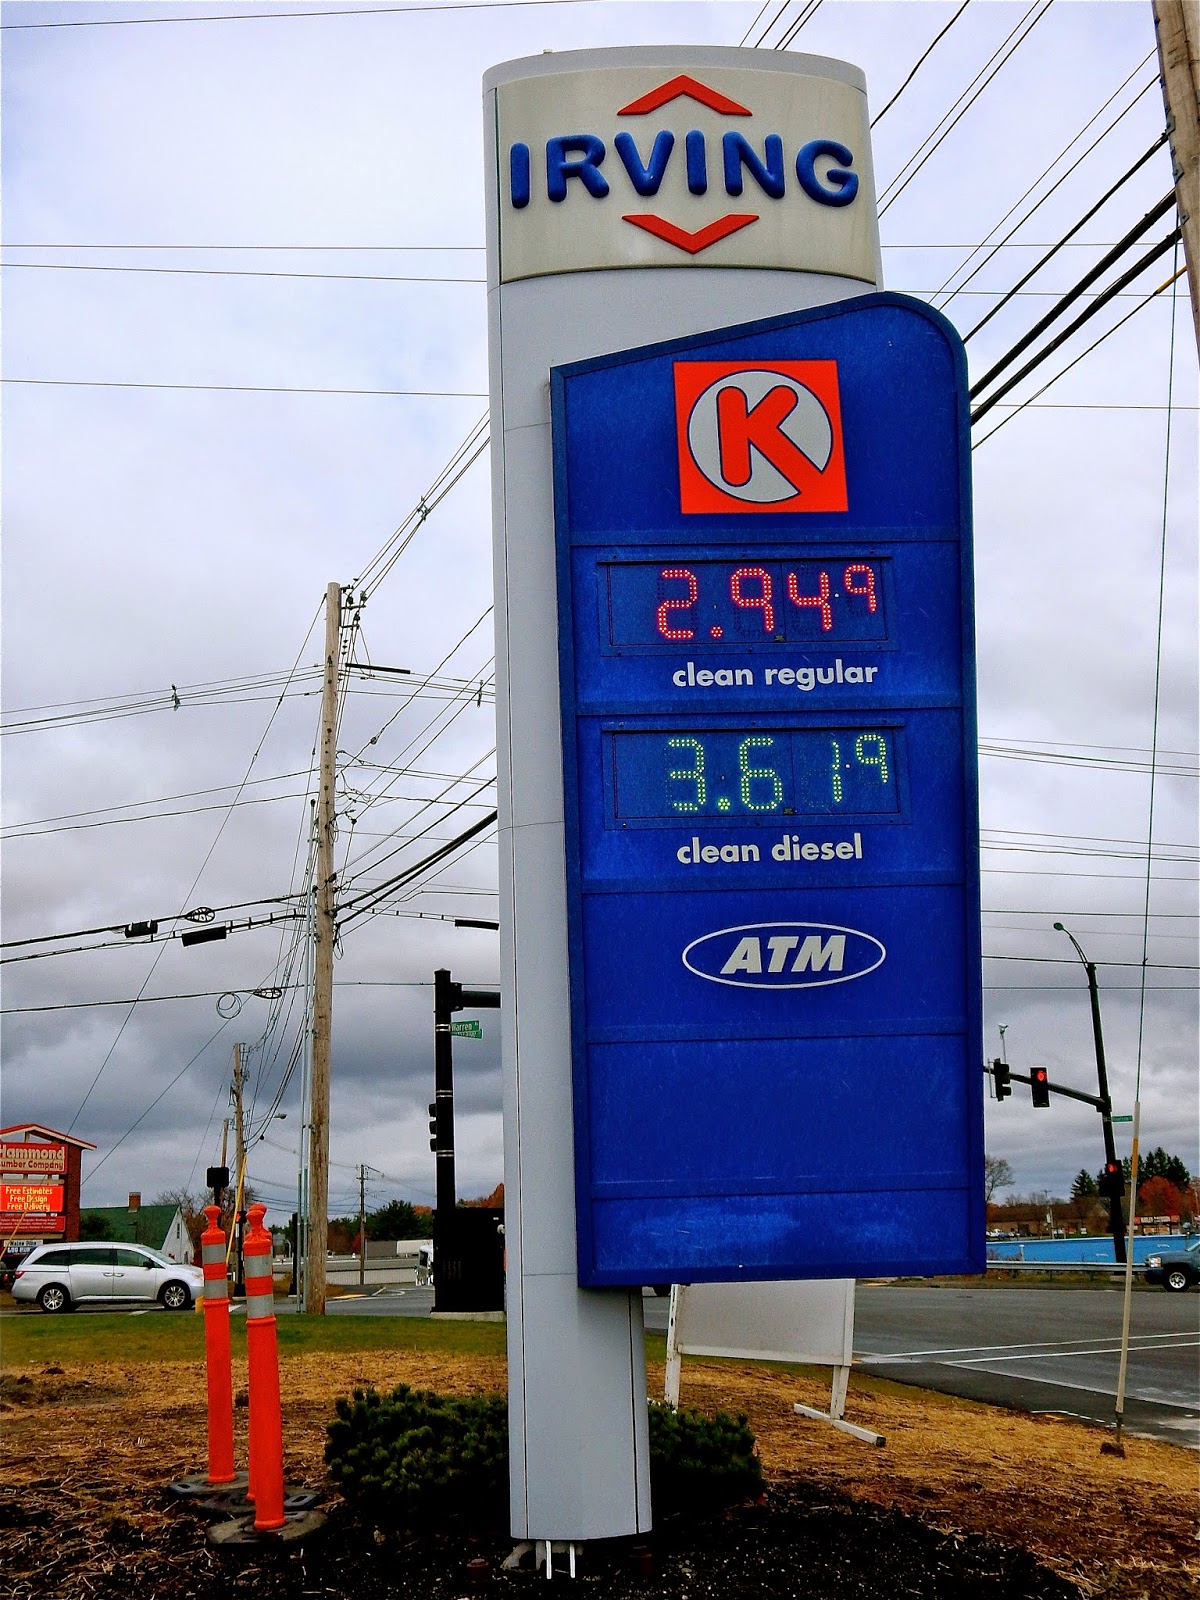 IRVING
K
2.949
clean regular
3.619
clean diesel
ATM
Warren
Hammond
Lumber Company
Free Estimates
Free Design
Free Delivery